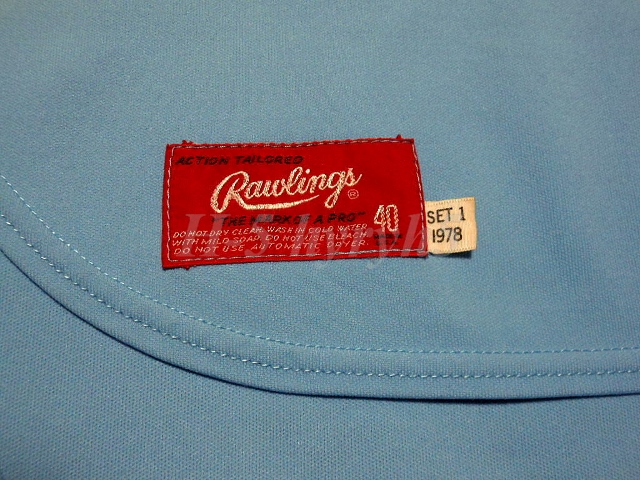 ACTION TAILORED
Rawlings ®
"THE MARK OF A PRO"
40
DO NOT DRY CLEAN. WASH IN COLD WATER
WITH MILD SOAP. DO NOT USE BLEACH.
DO NOT USE AUTOMATIC DRYER.
SET 1
1978